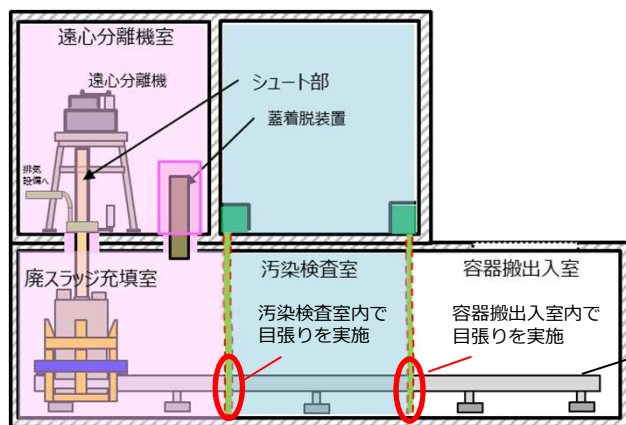 遠心分離機室
遠心分離機
シュート部
蓋着脱装置
排気
設備へ
廃スラッジ充填室
汚染検査室
容器搬出入室
汚染検査室内で
目張りを実施
容器搬出入室内で
目張りを実施